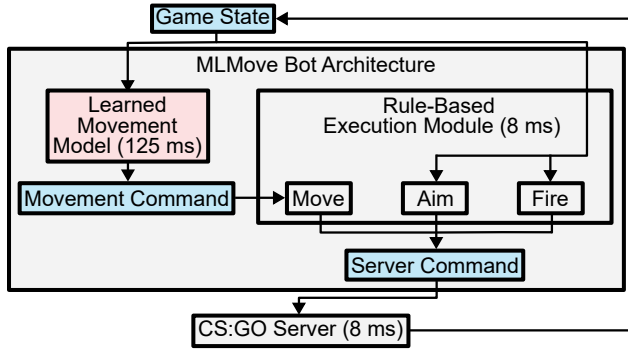 Game State
MLMove Bot Architecture
Learned
Movement
Model (125 ms)
Rule-Based
Execution Module (8 ms)
Movement Command
Move
Aim
Fire
Server Command
CS:GO Server (8 ms)